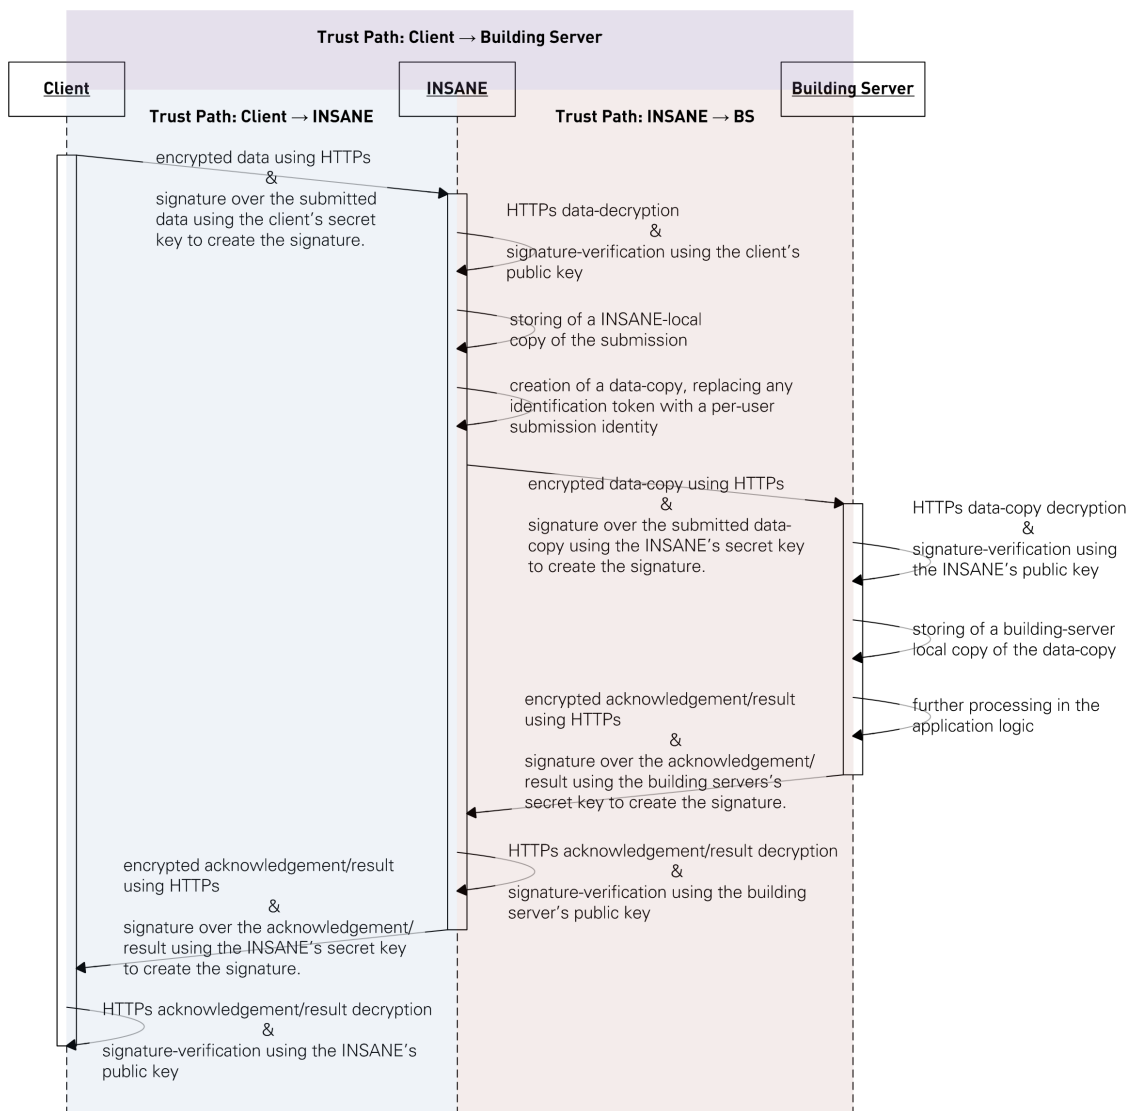 Trust Path: Client → Building Server
Client
INSANE
Building Server
Trust Path: Client → INSANE
Trust Path: INSANE → BS
encrypted data using HTTPs
&
signature over the submitted
data using the client's secret
key to create the signature.
HTTPs data-decryption
&
signature-verification using the client's
public key
storing of a INSANE-local
copy of the submission
creation of a data-copy, replacing any
identification token with a per-user
submission identity
encrypted data-copy using HTTPs
&
signature over the submitted data-
copy using the INSANE's secret key
to create the signature.
HTTPs data-copy decryption
&
signature-verification using
the INSANE's public key
storing of a building-server
local copy of the data-copy
further processing in the
application logic
encrypted acknowledgement/result
using HTTPs
&
signature over the acknowledgement/
result using the building servers's
secret key to create the signature.
HTTPs acknowledgement/result decryption
&
signature-verification using the building
server's public key
encrypted acknowledgement/result
using HTTPs
&
signature over the acknowledgement/
result using the INSANE's secret key
to create the signature.
HTTPs acknowledgement/result decryption
&
signature-verification using the INSANE's
public key